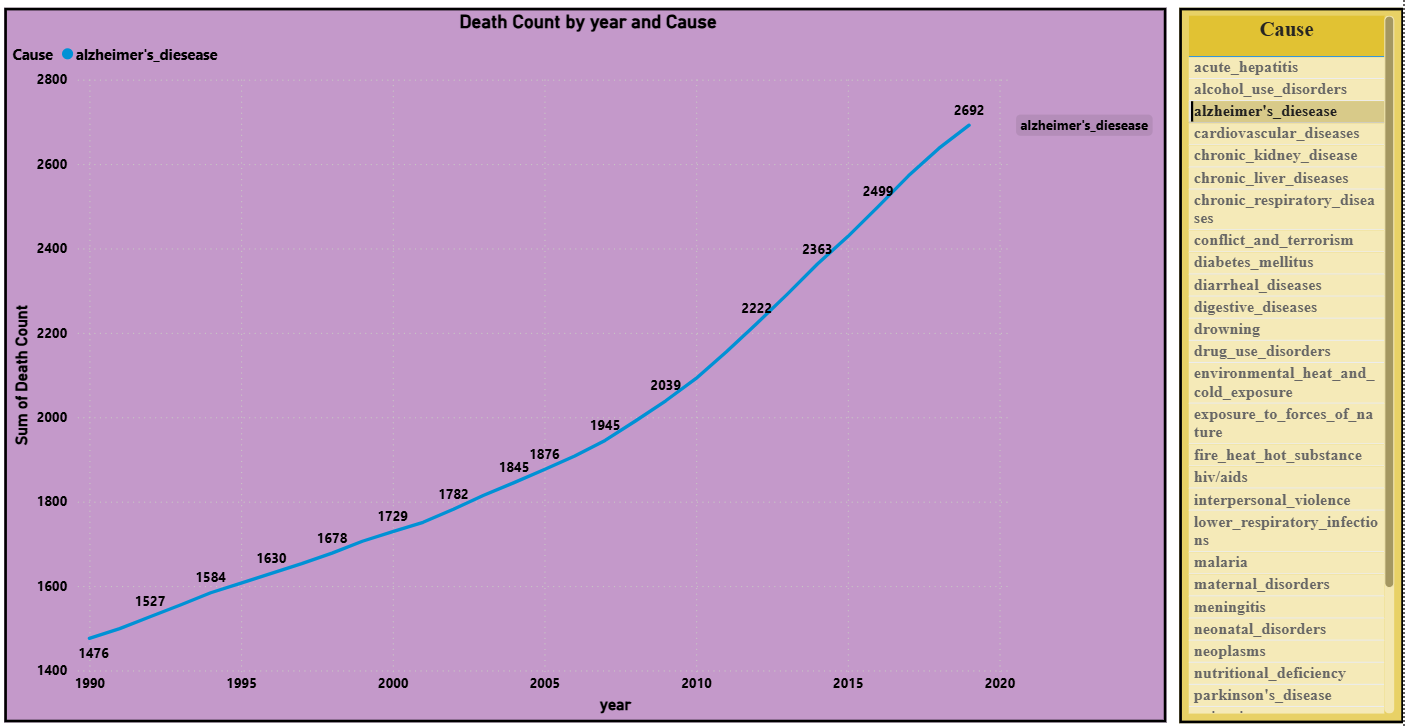 Death Count by year and Cause
Cause alzheimer's_diesease
2800
2600
2400
2200
2000
1800
1600
1400
Sum of Death Count
1476
1527
1584
1630
1678
1729
1782
1845
1876
1945
2039
2222
2363
2499
2692
alzheimer's_diesease
1990
1995
2000
2005
2010
2015
2020
year
Cause
acute_hepatitis
alcohol_use_disorders
alzheimer's_diesease
cardiovascular_diseases
chronic_kidney_disease
chronic_liver_diseases
chronic_respiratory_disea
ses
conflict_and_terrorism
diabetes_mellitus
diarrheal_diseases
digestive_diseases
drowning
drug_use_disorders
environmental_heat_and_
cold_exposure
exposure_to_forces_of_na
ture
fire_heat_hot_substance
hiv/aids
interpersonal_violence
lower_respiratory_infectio
ns
malaria
maternal_disorders
meningitis
neonatal_disorders
neoplasms
nutritional_deficiency
parkinson's_disease